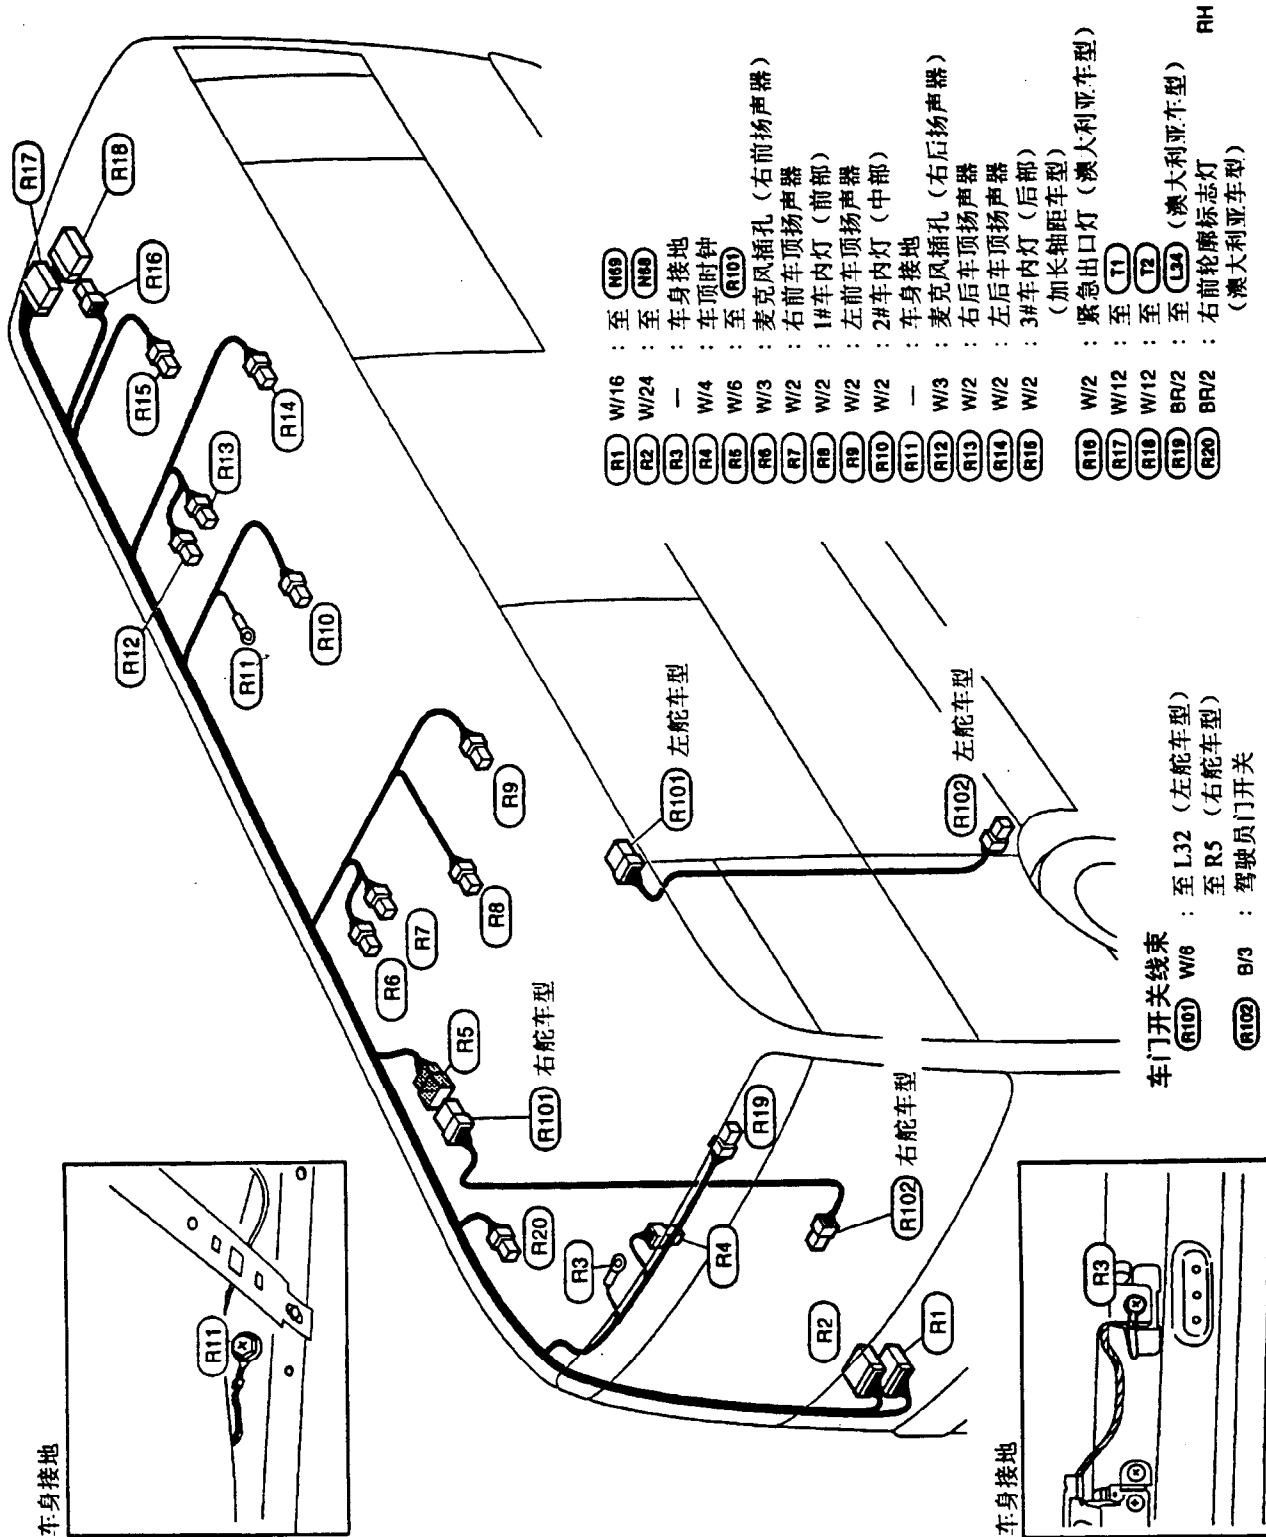 车身接地
R11
R17
R18
R16
R15
R14
R13
R12
R11
R10
R9
R8
R7
R6
R5
R101 右舵车型
R20
R3
R4
R19
R102 右舵车型
R2
R1
R101 左舵车型
R102 左舵车型
车身接地
R3
R1 W/16 : 至 N69
R2 W/24 : 至 N68
R3 — : 车身接地
R4 W/4 : 车顶时钟
R5 W/6 : 至 R101
R6 W/3 : 麦克风插孔（右前扬声器）
R7 W/2 : 右前车顶扬声器
R8 W/2 : 1#车内灯（前部）
R9 W/2 : 左前车顶扬声器
R10 W/2 : 2#车内灯（中部）
R11 — : 车身接地
R12 W/3 : 麦克风插孔（右后扬声器）
R13 W/2 : 右后车顶扬声器
R14 W/2 : 左后车顶扬声器
R15 W/2 : 3#车内灯（后部）
（加长轴距车型）
R16 W/2 : 紧急出口灯（澳大利亚车型）
R17 W/12 : 至 T1
R18 W/12 : 至 T2
R19 BR/2 : 至 L34（澳大利亚车型）
R20 BR/2 : 右前轮廓标志灯 RH
（澳大利亚车型）
车门开关线束
R101 W/6 : 至 L32（左舵车型）
至 R5（右舵车型）
R102 B/3 : 驾驶员门开关